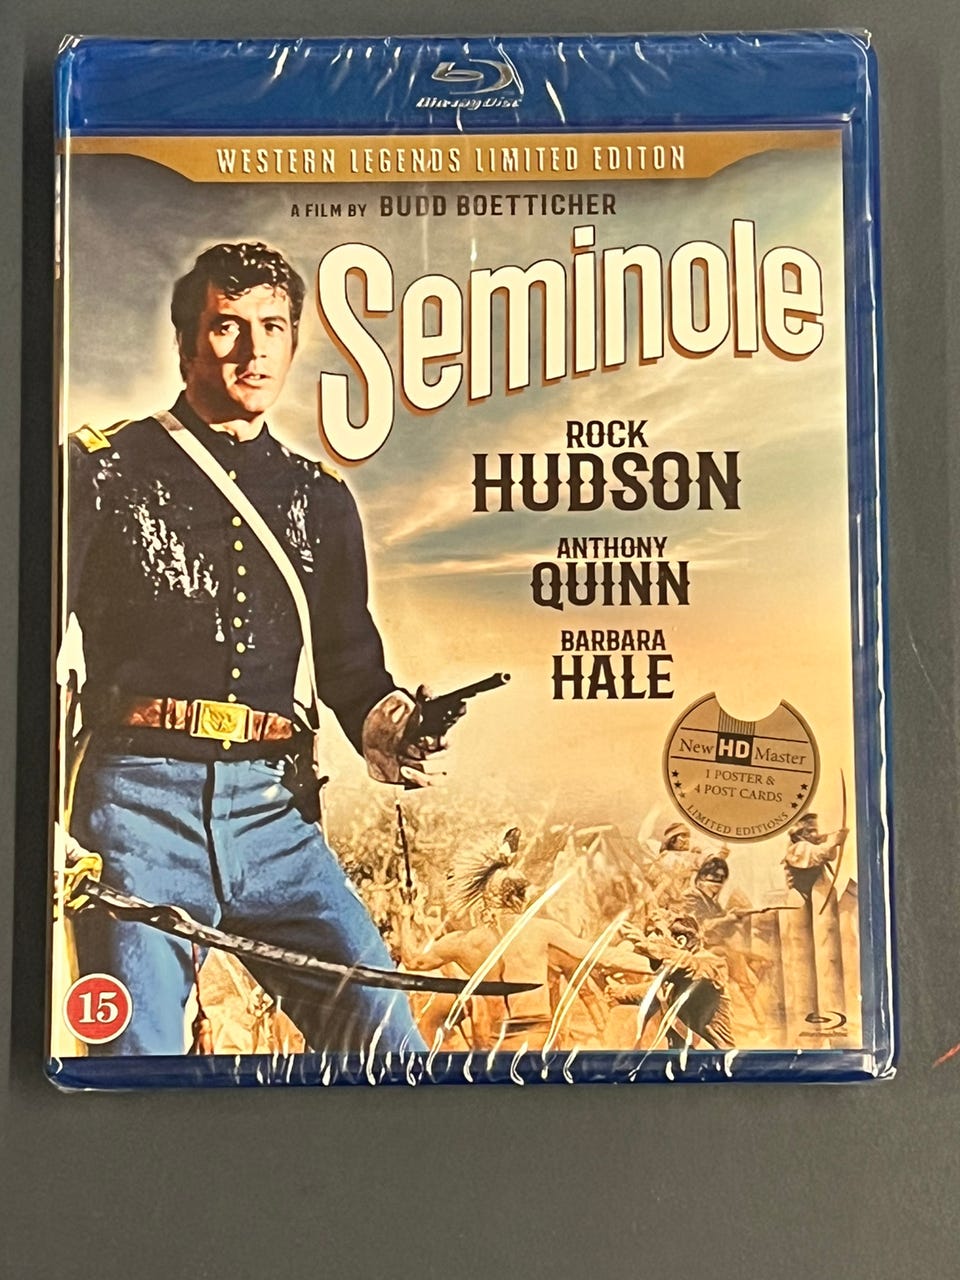 Blu-ray Disc
WESTERN LEGENDS LIMITED EDITON
A FILM BY BUDD BOETTICHER
Seminole
ROCK
HUDSON
ANTHONY
QUINN
BARBARA
HALE
New HD Master
1 POSTER &
4 POST CARDS
LIMITED EDITIONS
15